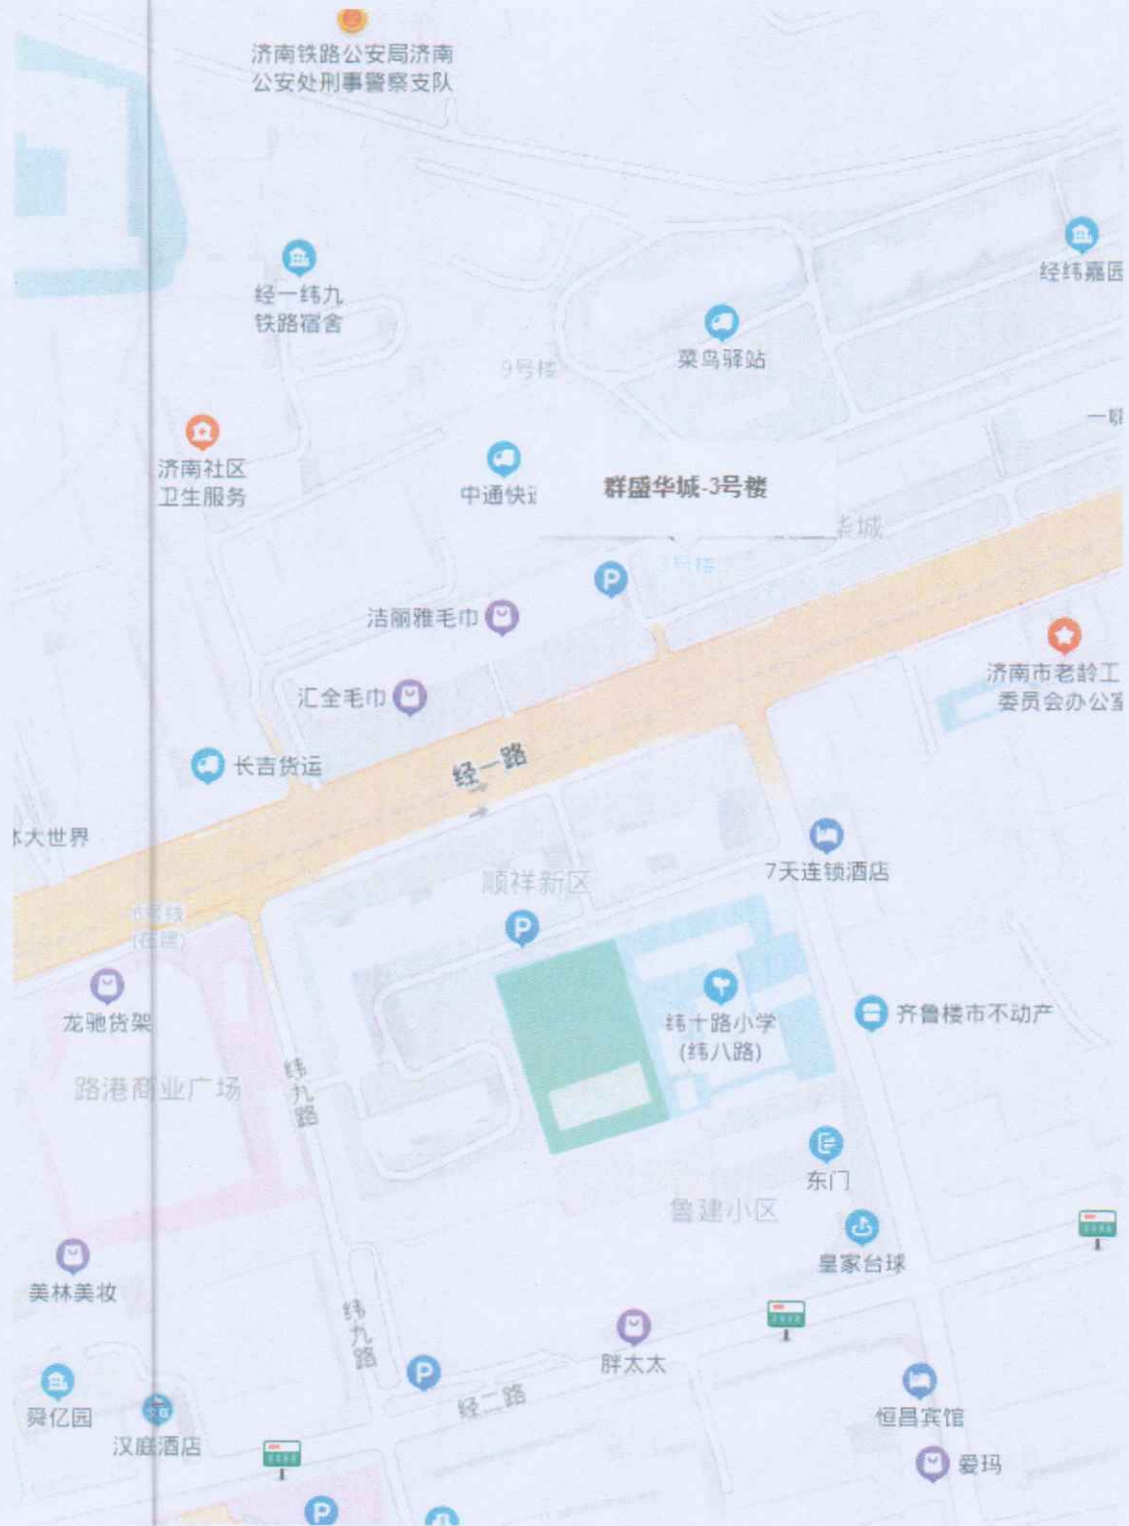 济南铁路公安局济南
公安处刑事警察支队
经一纬九
铁路宿舍
经纬嘉园
菜鸟驿站
9号楼
济南社区
卫生服务
中通快
群盛华城-3号楼
华城
3号楼
P
洁丽雅毛巾
济南市老龄工
委员会办公室
汇全毛巾
长吉货运
经一路
大世界
7天连锁酒店
顺祥新区
P
6号线
(在建)
龙驰货架
纬十路小学
(纬八路)
齐鲁楼市不动产
路港商业广场
纬九路
东门
鲁建小区
皇家台球
美林美妆
纬九路
胖太太
P
经二路
舜亿园
恒昌宾馆
汉庭酒店
爱玛
P